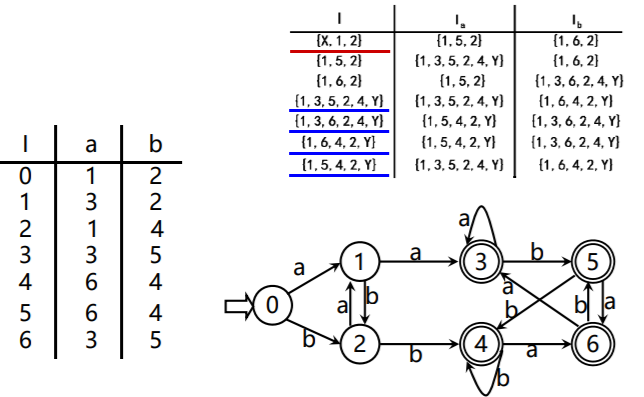 I Iₐ I_b
{X, 1, 2} {1, 5, 2} {1, 6, 2}
{1, 5, 2} {1, 3, 5, 2, 4, Y} {1, 6, 2}
{1, 6, 2} {1, 5, 2} {1, 3, 6, 2, 4, Y}
{1, 3, 5, 2, 4, Y} {1, 3, 5, 2, 4, Y} {1, 6, 4, 2, Y}
{1, 3, 6, 2, 4, Y} {1, 5, 4, 2, Y} {1, 3, 6, 2, 4, Y}
{1, 6, 4, 2, Y} {1, 5, 4, 2, Y} {1, 3, 6, 2, 4, Y}
{1, 5, 4, 2, Y} {1, 3, 5, 2, 4, Y} {1, 6, 4, 2, Y}
I a b
0 1 2
1 3 2
2 1 4
3 3 5
4 6 4
5 6 4
6 3 5
a
1 a 3 b 5
a
0
a b
a
b
b a
b
2 b 4 a 6
b